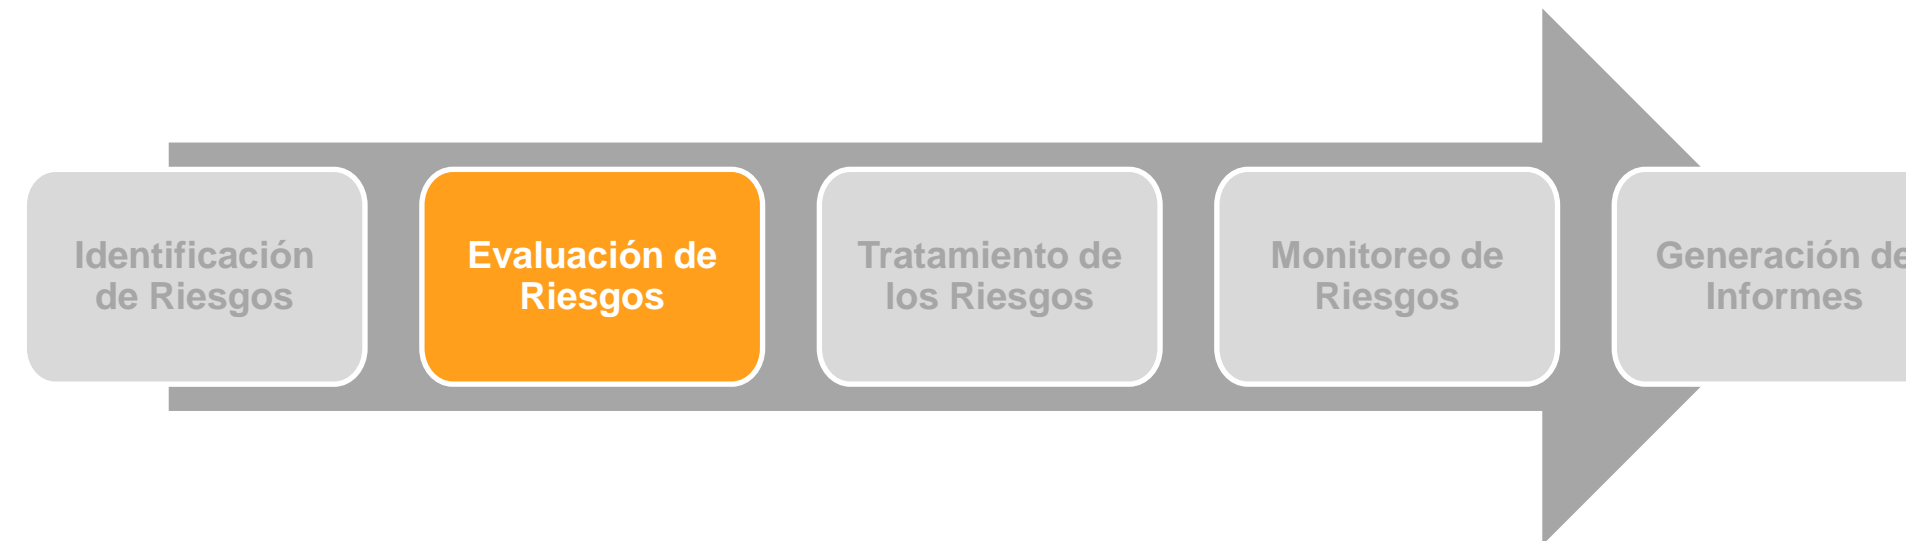 Identificación
de Riesgos
Evaluación de
Riesgos
Tratamiento de
los Riesgos
Monitoreo de
Riesgos
Generación de
Informes